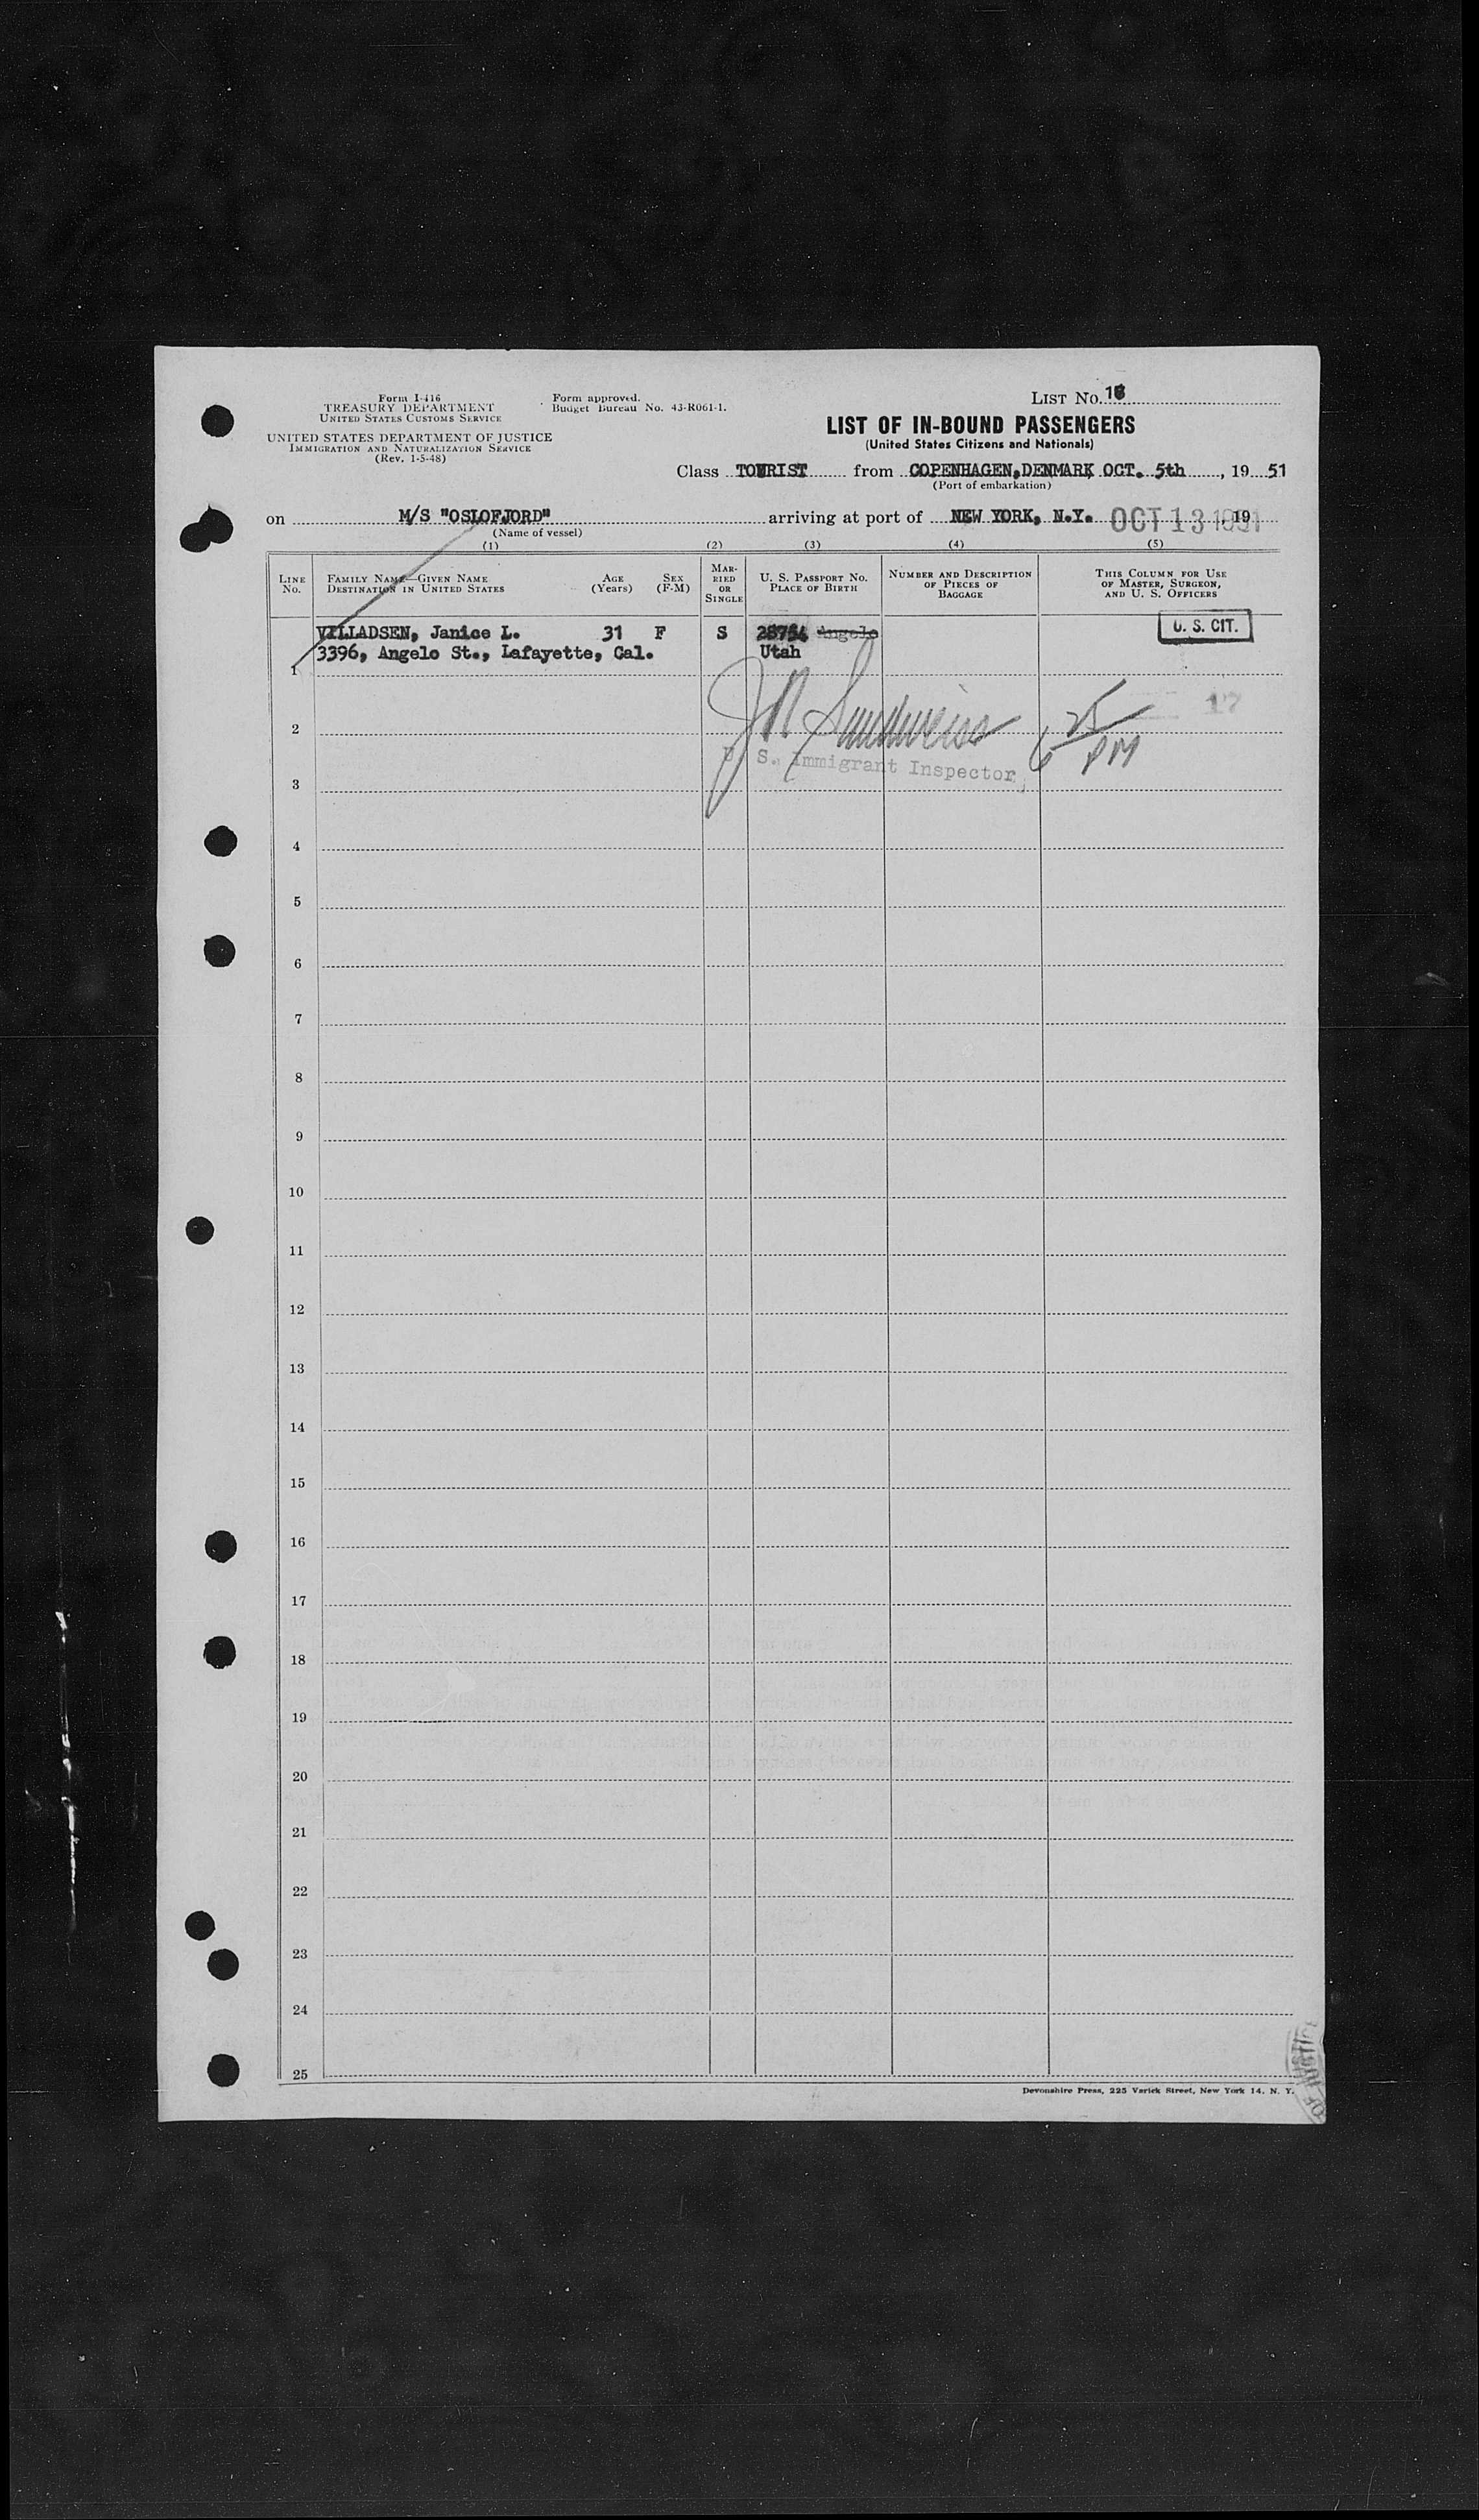 Form I-416
TREASURY DEPARTMENT
UNITED STATES CUSTOMS SERVICE
UNITED STATES DEPARTMENT OF JUSTICE
IMMIGRATION AND NATURALIZATION SERVICE
(Rev. 1-5-48)
Form approved.
Budget Bureau No. 43-R061-1.
LIST No.
LIST OF IN-BOUND PASSENGERS
(United States Citizens and Nationals)
Class TOURIST from COPENHAGEN, DENMARK OCT. 5th, 19 51
(Port of embarkation)
on M/S "OSLOFJORD" arriving at port of NEW YORK, N.Y. OCT 13 1951, 19
(Name of vessel)
(1) (2) (3) (4) (5)
LINE No. FAMILY NAME—GIVEN NAME DESTINATION IN UNITED STATES AGE (Years) SEX (F-M) MARRIED OR SINGLE U. S. PASSPORT No. PLACE OF BIRTH NUMBER AND DESCRIPTION OF PIECES OF BAGGAGE THIS COLUMN FOR USE OF MASTER, SURGEON, AND U. S. OFFICERS
VILLADSEN, Janice L. 31 F S 28754 Angelo U. S. CIT.
3396, Angelo St., Lafayette, Cal. Utah
1
17
2
6 25 PM
U. S. Immigrant Inspector
3
4
5
6
7
8
9
10
11
12
13
14
15
16
17
18
19
20
21
22
23
24
25
Devonshire Press, 225 Varick Street, New York 14, N. Y.
OF JUSTICE